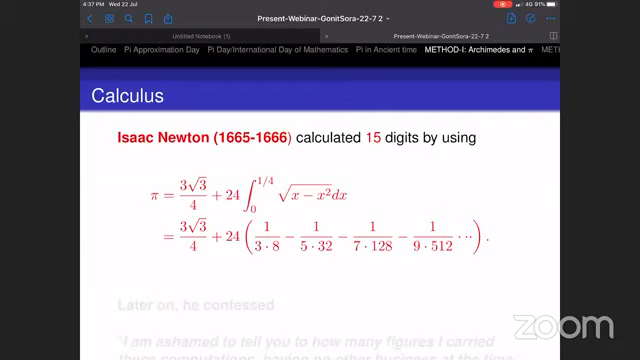 4:37 PM Wed 22 Jul
Present-Webinar-GonitSora-22-7 2
4G 91%
Untitled Notebook (1)
Present-Webinar-GonitSora-22-7 2
Outline Pi Approximation Day Pi Day/International Day of Mathematics Pi in Ancient time METHOD-I: Archimedes and π METH
Calculus
Isaac Newton (1665-1666) calculated 15 digits by using
π = 3√3/4 + 24 ∫_0^{1/4} √(x − x²) dx
= 3√3/4 + 24 (1/(3·8) − 1/(5·32) − 1/(7·128) − 1/(9·512) ···).
Later on, he confessed
"I am ashamed to tell you to how many figures I carried
these computations, having no other business at the time"
zoom